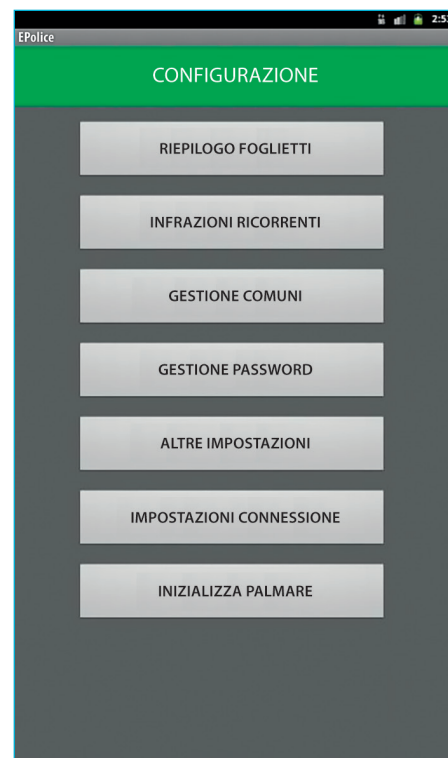 EPolice
CONFIGURAZIONE
RIEPILOGO FOGLIETTI
INFRAZIONI RICORRENTI
GESTIONE COMUNI
GESTIONE PASSWORD
ALTRE IMPOSTAZIONI
IMPOSTAZIONI CONNESSIONE
INIZIALIZZA PALMARE